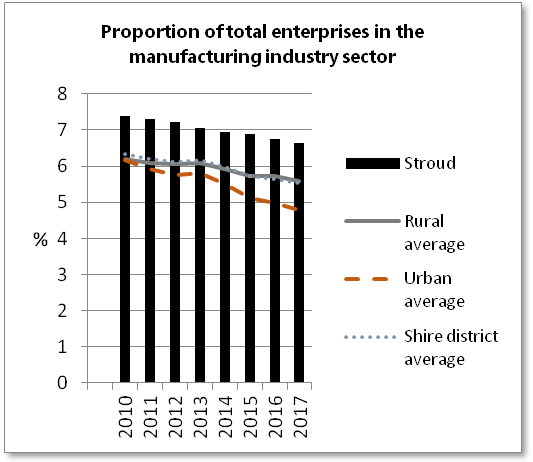 Proportion of total enterprises in the
manufacturing industry sector
8
7
6
5
4
3
2
1
0
%
2010
2011
2012
2013
2014
2015
2016
2017
Stroud
Rural
average
Urban
average
Shire district
average